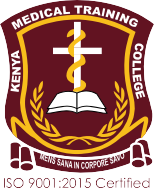 KENYA
MEDICAL TRAINING
COLLEGE
MENS SANA IN CORPORE SANO
ISO 9001:2015 Certified